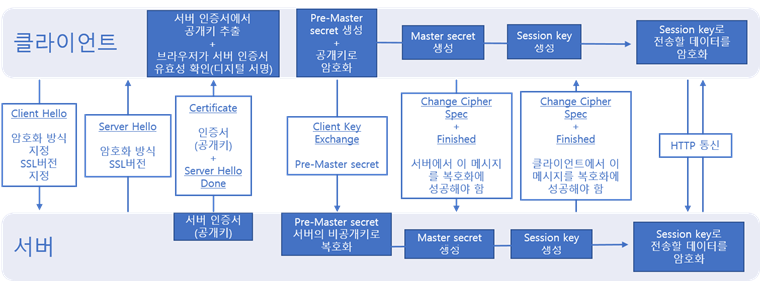 클라이언트
서버 인증서에서
공개키 추출
+
브라우저가 서버 인증서
유효성 확인(디지털 서명)
Pre-Master
secret 생성
+
공개키로
암호화
Master secret
생성
Session key
생성
Session key로
전송할 데이터를
암호화
Client Hello
암호화 방식
지정
SSL버전
지정
Server Hello
암호화 방식
SSL버전
Certificate
인증서
(공개키)
+
Server Hello
Done
Client Key
Exchange
Pre-Master secret
Change Cipher
Spec
+
Finished
서버에서 이 메시지
를 복호화에
성공해야 함
Change Cipher
Spec
+
Finished
클라이언트에서 이
메시지를 복호화에
성공해야 함
HTTP 통신
서버
서버 인증서
(공개키)
Pre-Master secret
서버의 비공개키로
복호화
Master secret
생성
Session key
생성
Session key로
전송할 데이터를
암호화